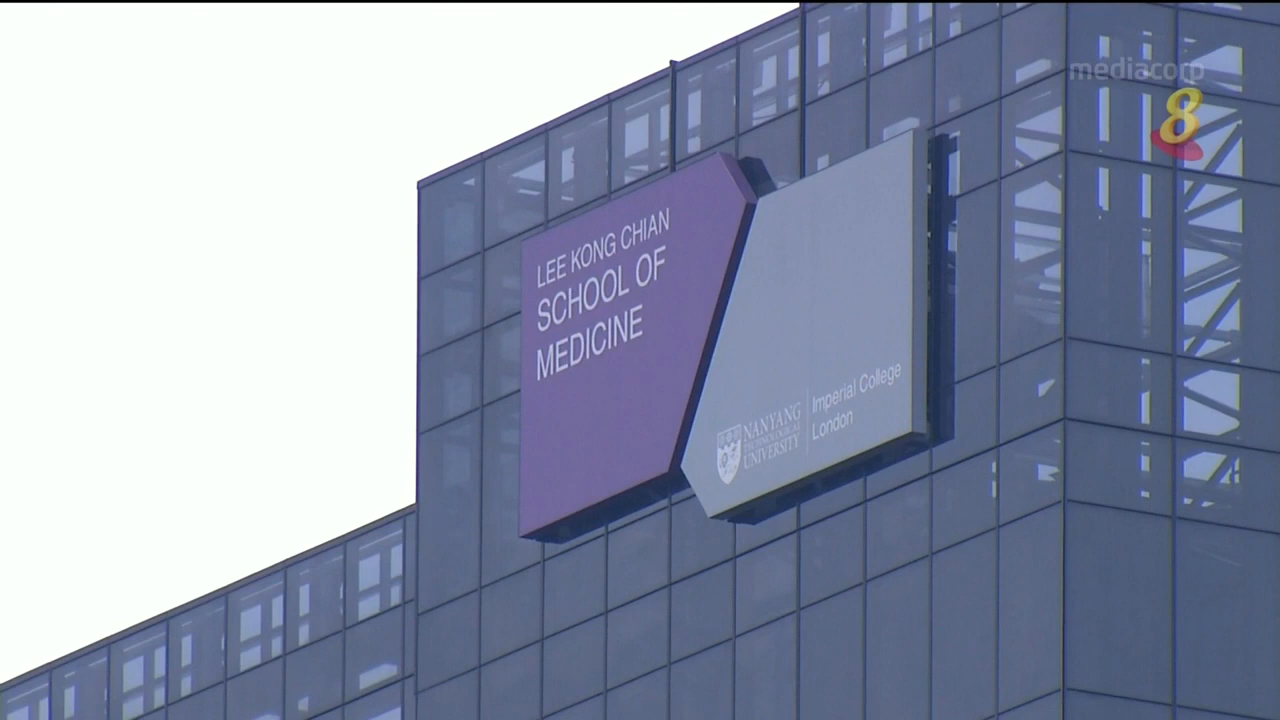 mediacorp
8
LEE KONG CHIAN
SCHOOL OF
MEDICINE
NANYANG
TECHNOLOGICAL
UNIVERSITY
Imperial College
London